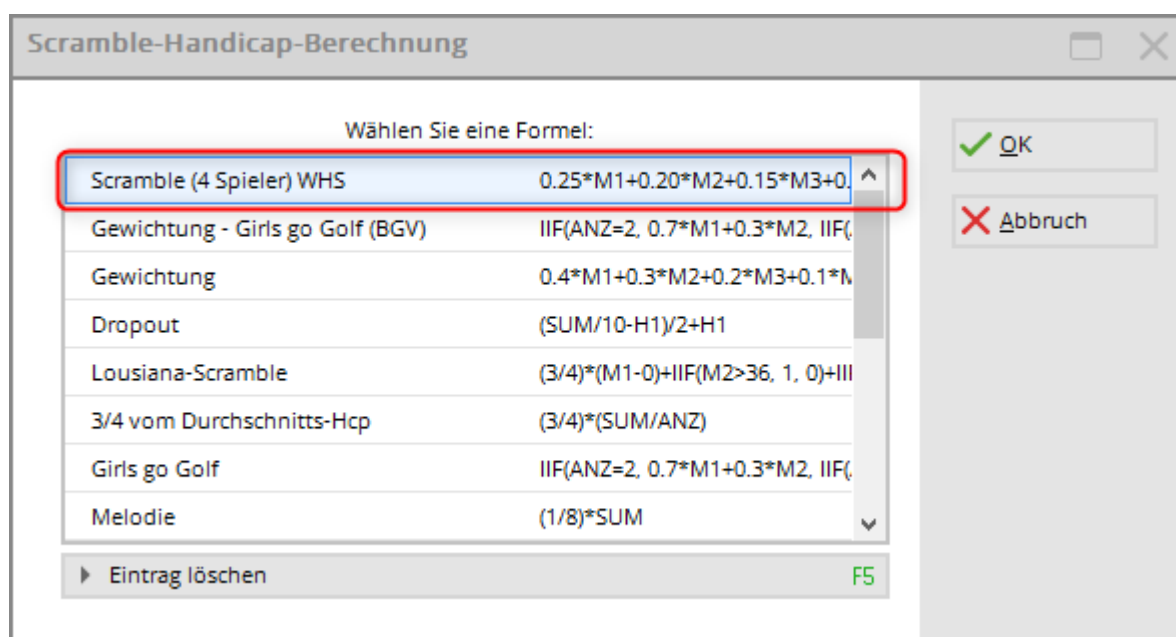 Scramble-Handicap-Berechnung
Wählen Sie eine Formel:
Scramble (4 Spieler) WHS 0.25*M1+0.20*M2+0.15*M3+0.
Gewichtung - Girls go Golf (BGV) IIF(ANZ=2, 0.7*M1+0.3*M2, IIF(
Gewichtung 0.4*M1+0.3*M2+0.2*M3+0.1*M
Dropout (SUM/10-H1)/2+H1
Lousiana-Scramble (3/4)*(M1-0)+IIF(M2>36, 1, 0)+III
3/4 vom Durchschnitts-Hcp (3/4)*(SUM/ANZ)
Girls go Golf IIF(ANZ=2, 0.7*M1+0.3*M2, IIF(
Melodie (1/8)*SUM
Eintrag löschen F5
OK
Abbruch